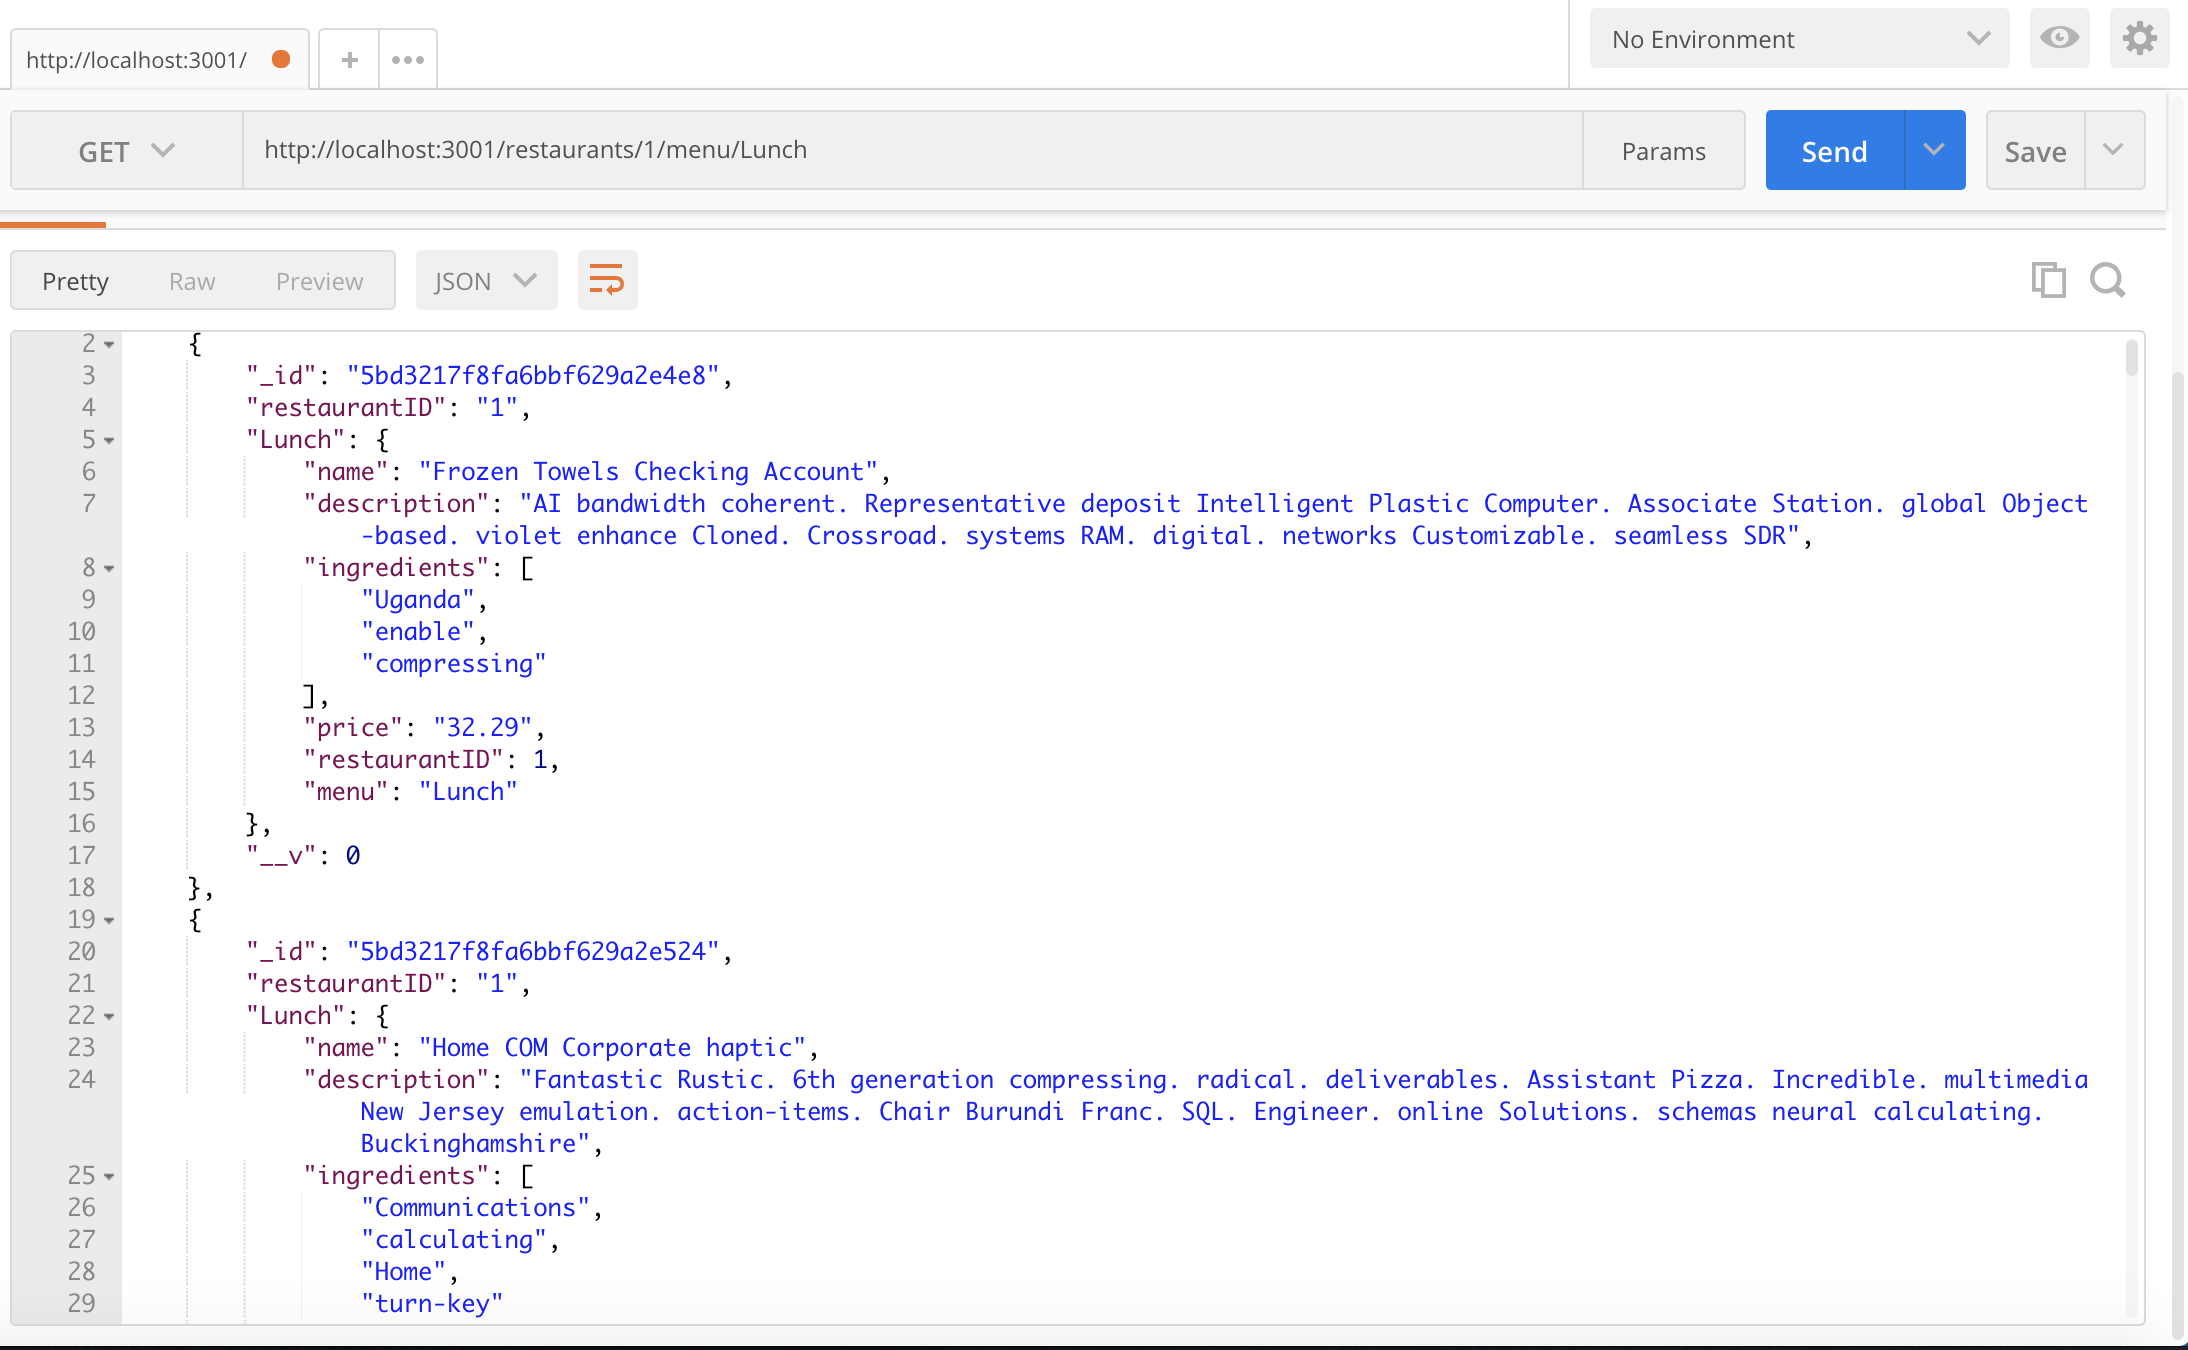 http://localhost:3001/
No Environment
GET http://localhost:3001/restaurants/1/menu/Lunch Params Send Save
Pretty Raw Preview JSON
2 {
3 "_id": "5bd3217f8fa6bbf629a2e4e8",
4 "restaurantID": "1",
5 "Lunch": {
6 "name": "Frozen Towels Checking Account",
7 "description": "AI bandwidth coherent. Representative deposit Intelligent Plastic Computer. Associate Station. global Object
-based. violet enhance Cloned. Crossroad. systems RAM. digital. networks Customizable. seamless SDR",
8 "ingredients": [
9 "Uganda",
10 "enable",
11 "compressing"
12 ],
13 "price": "32.29",
14 "restaurantID": 1,
15 "menu": "Lunch"
16 },
17 "__v": 0
18 },
19 {
20 "_id": "5bd3217f8fa6bbf629a2e524",
21 "restaurantID": "1",
22 "Lunch": {
23 "name": "Home COM Corporate haptic",
24 "description": "Fantastic Rustic. 6th generation compressing. radical. deliverables. Assistant Pizza. Incredible. multimedia
New Jersey emulation. action-items. Chair Burundi Franc. SQL. Engineer. online Solutions. schemas neural calculating.
Buckinghamshire",
25 "ingredients": [
26 "Communications",
27 "calculating",
28 "Home",
29 "turn-key"